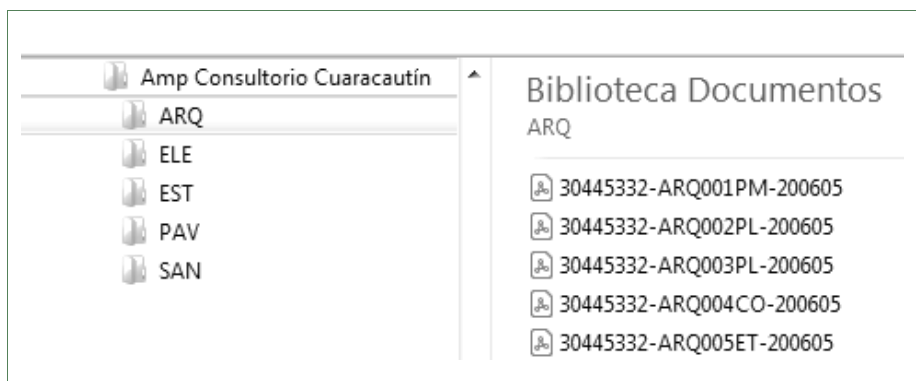 Amp Consultorio Cuaracautín
ARQ
ELE
EST
PAV
SAN
Biblioteca Documentos
ARQ
30445332-ARQ001PM-200605
30445332-ARQ002PL-200605
30445332-ARQ003PL-200605
30445332-ARQ004CO-200605
30445332-ARQ005ET-200605